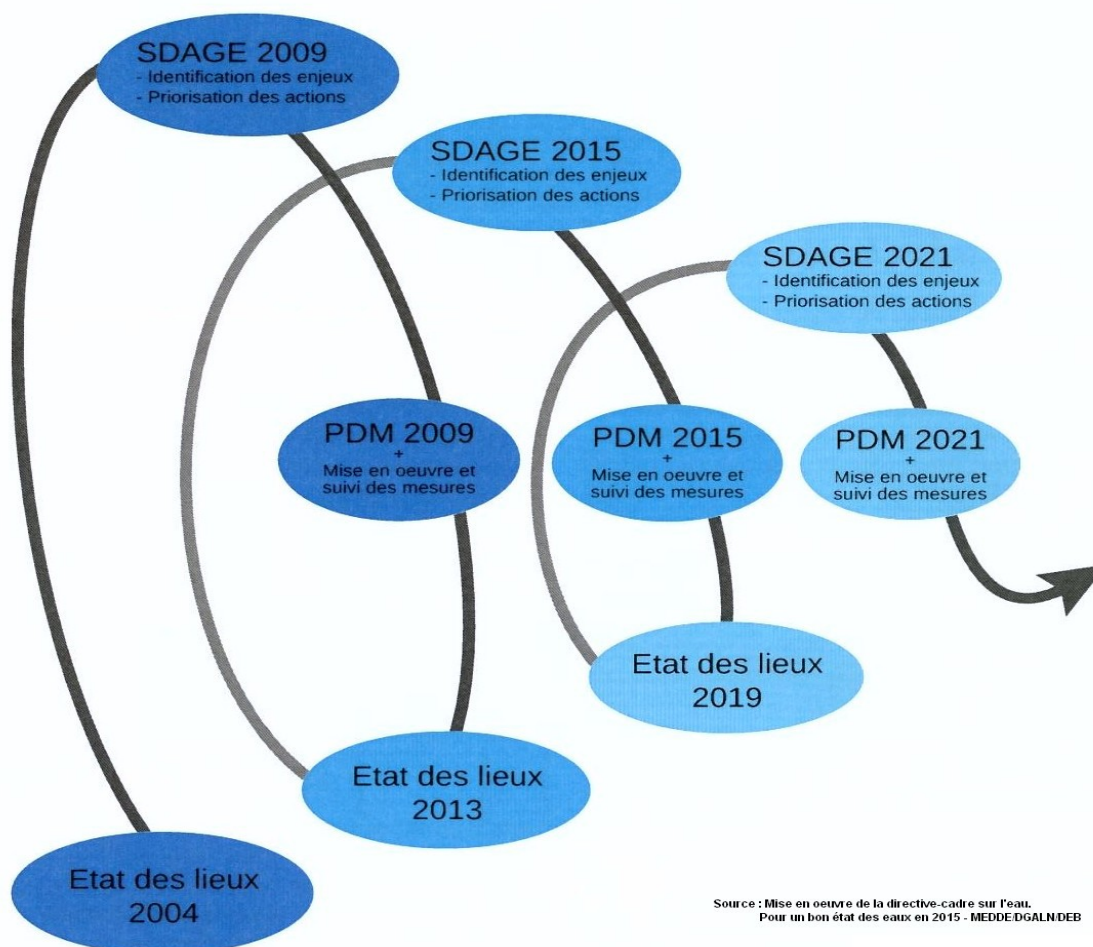 SDAGE 2009
- Identification des enjeux
- Priorisation des actions
SDAGE 2015
- Identification des enjeux
- Priorisation des actions
SDAGE 2021
- Identification des enjeux
- Priorisation des actions
PDM 2009
+
Mise en oeuvre et
suivi des mesures
PDM 2015
+
Mise en oeuvre et
suivi des mesures
PDM 2021
+
Mise en oeuvre et
suivi des mesures
Etat des lieux
2019
Etat des lieux
2013
Etat des lieux
2004
Source : Mise en oeuvre de la directive-cadre sur l'eau.
Pour un bon état des eaux en 2015 - MEDDE/DGALN/DEB